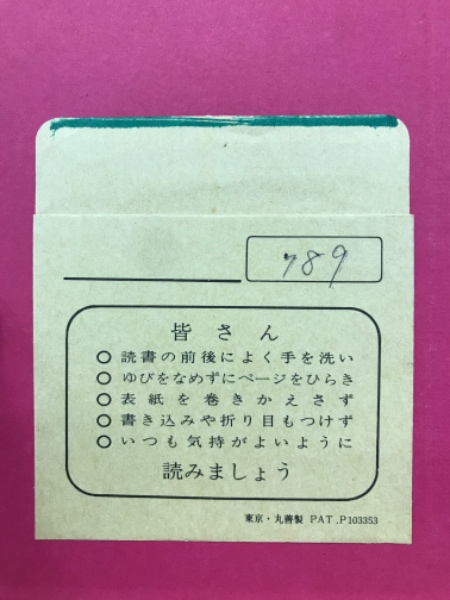 789
皆さん
○ 読書の前後によく手を洗い
○ ゆびをなめずにページをひらき
○ 表紙を巻きかえさず
○ 書き込みや折り目もつけず
○ いつも気持がよいように
読みましょう
東京・丸善製 PAT.P103353